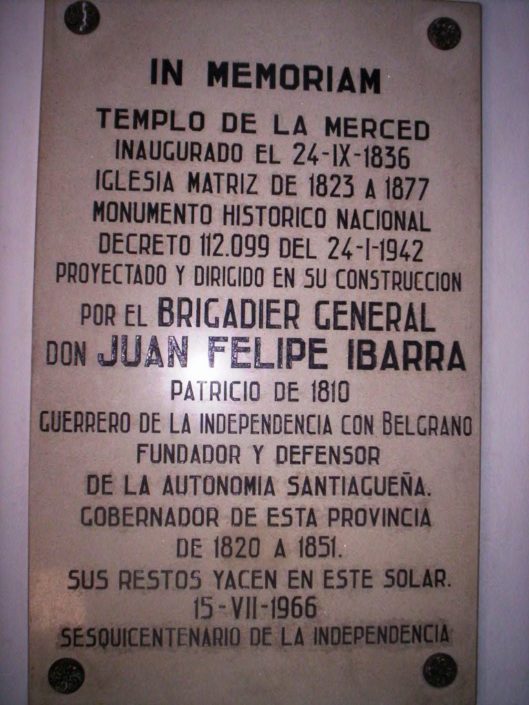 IN MEMORIAM
TEMPLO DE LA MERCED
INAUGURADO EL 24-IX-1836
IGLESIA MATRIZ DE 1823 A 1877
MONUMENTO HISTORICO NACIONAL
DECRETO 112.099 DEL 24-I-1942
PROYECTADO Y DIRIGIDO EN SU CONSTRUCCION
POR EL BRIGADIER GENERAL
DON JUAN FELIPE IBARRA
PATRICIO DE 1810
GUERRERO DE LA INDEPENDENCIA CON BELGRANO
FUNDADOR Y DEFENSOR
DE LA AUTONOMIA SANTIAGUEÑA.
GOBERNADOR DE ESTA PROVINCIA
DE 1820 A 1851.
SUS RESTOS YACEN EN ESTE SOLAR.
15-VII-1966
SESQUICENTENARIO DE LA INDEPENDENCIA